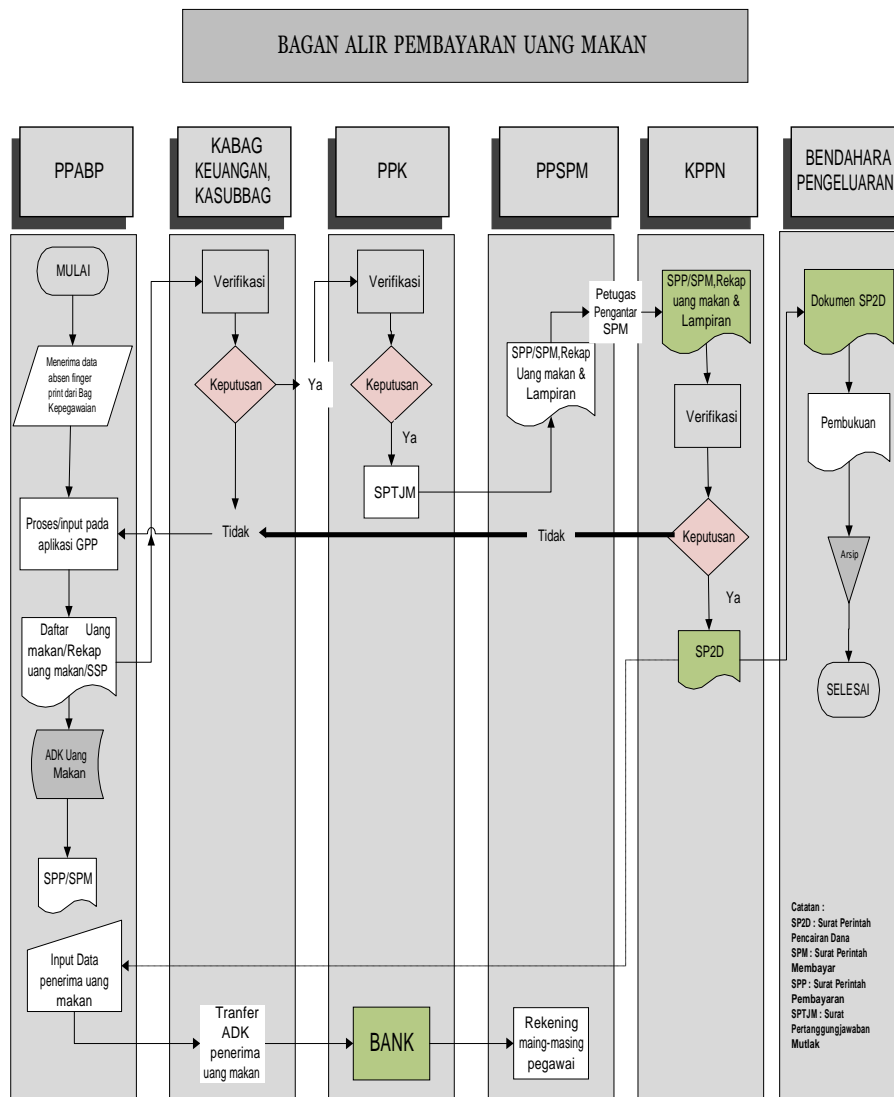 BAGAN ALIR PEMBAYARAN UANG MAKAN
PPABP
KABAG
KEUANGAN,
KASUBBAG
PPK
PPSPM
KPPN
BENDAHARA
PENGELUARAN
MULAI
Menerima data
absen finger
print dari Bag
Kepegawaian
Proses/input pada
aplikasi GPP
Daftar Uang
makan/Rekap
uang makan/SSP
ADK Uang
Makan
SPP/SPM
Input Data
penerima uang
makan
Verifikasi
Keputusan
Ya
Tidak
Tranfer
ADK
penerima
uang makan
Verifikasi
Keputusan
Ya
SPTJM
BANK
SPP/SPM,Rekap
Uang makan &
Lampiran
Tidak
Rekening
maing-masing
pegawai
Petugas
Pengantar
SPM
SPP/SPM,Rekap
uang makan &
Lampiran
Verifikasi
Keputusan
Ya
SP2D
Dokumen SP2D
Pembukuan
Arsip
SELESAI
Catatan :
SP2D : Surat Perintah
Pencairan Dana
SPM : Surat Perintah
Membayar
SPP : Surat Perintah
Pembayaran
SPTJM : Surat
Pertanggungjawaban
Mutlak